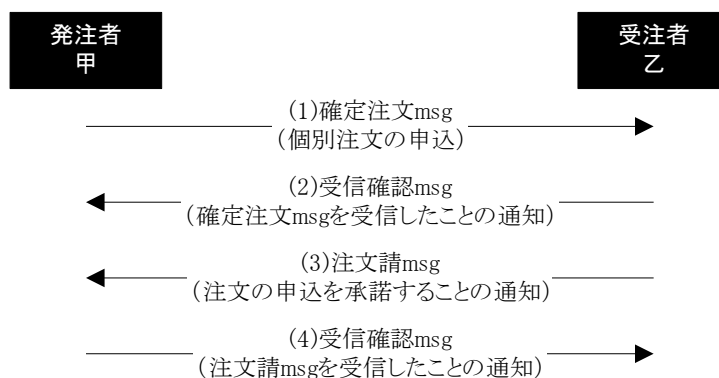 発注者
甲
受注者
乙
(1)確定注文msg
(個別注文の申込)
(2)受信確認msg
(確定注文msgを受信したことの通知)
(3)注文請msg
(注文の申込を承諾することの通知)
(4)受信確認msg
(注文請msgを受信したことの通知)